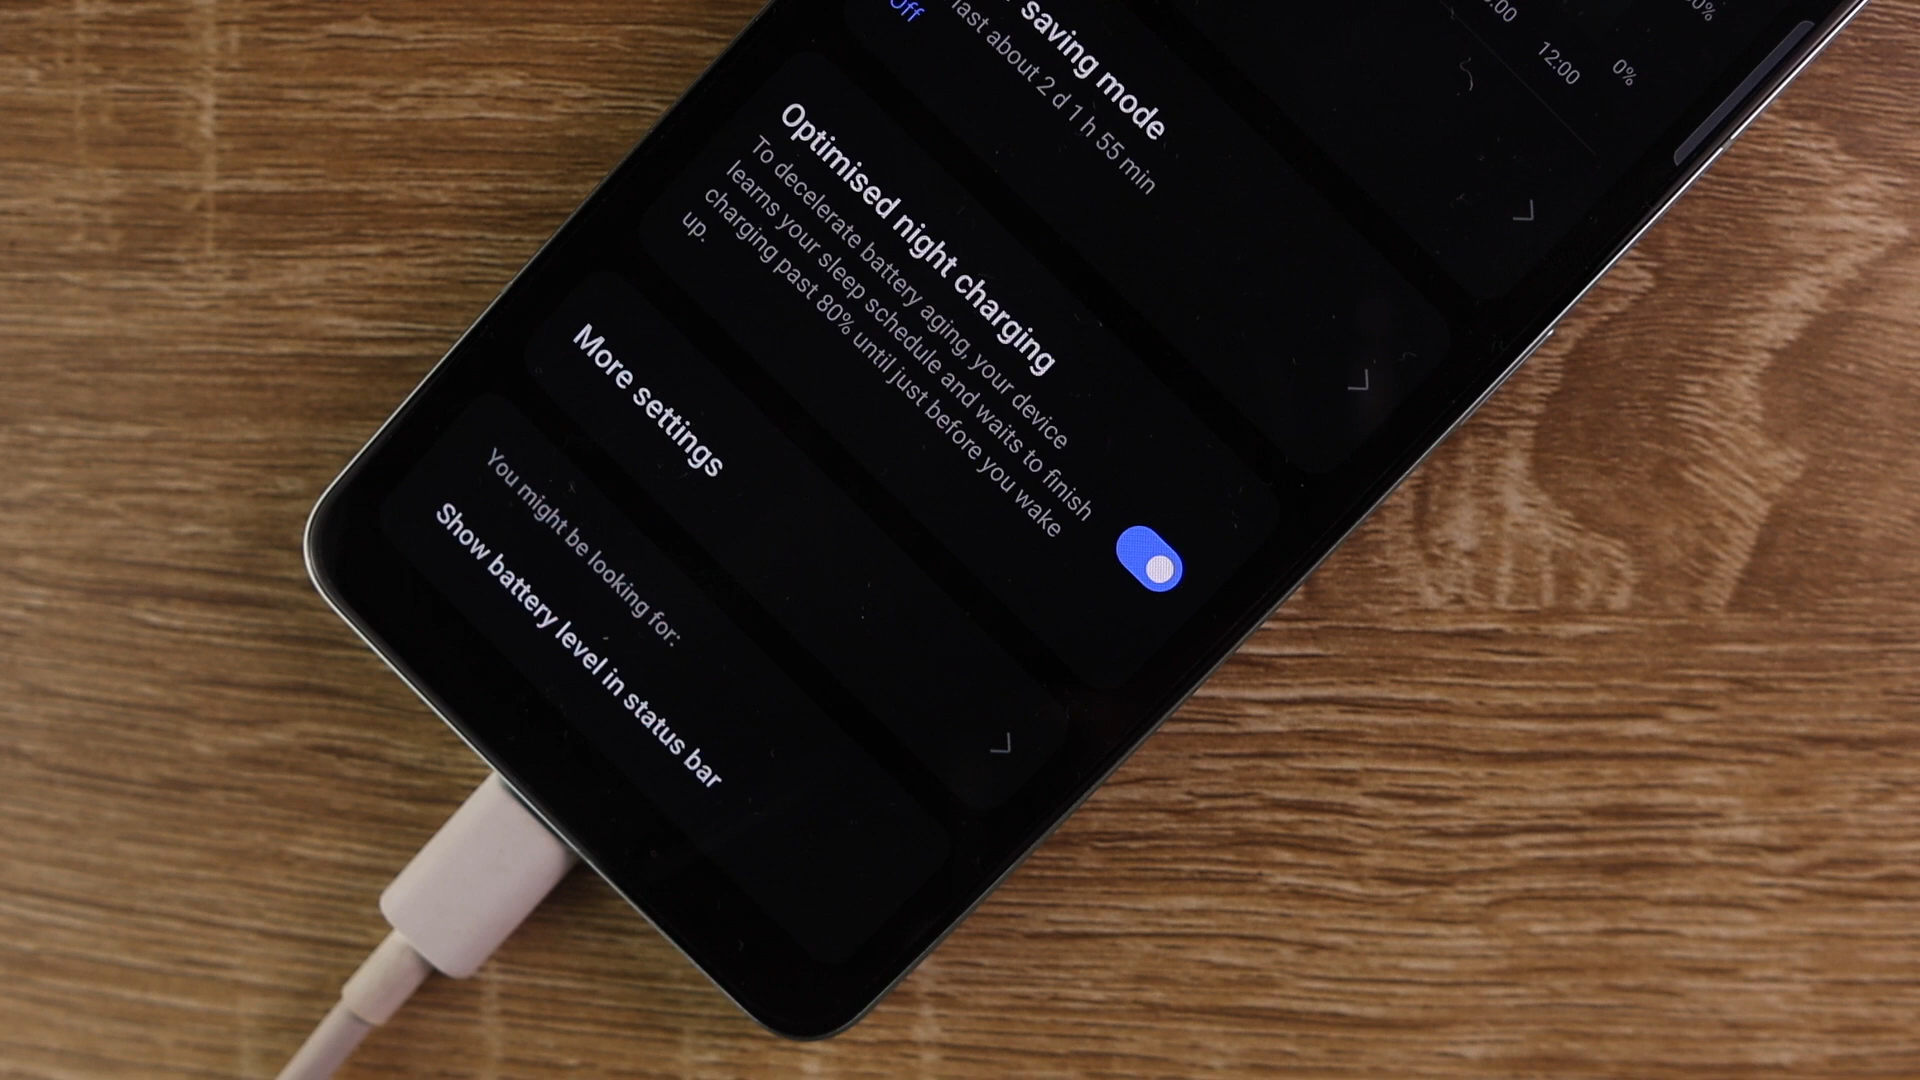 0%
12:00
0%
saving mode
last about 2 d 1 h 55 min
Off
Optimised night charging
To decelerate battery aging, your device
learns your sleep schedule and waits to finish
charging past 80% until just before you wake
up.
More settings
You might be looking for:
Show battery level in status bar